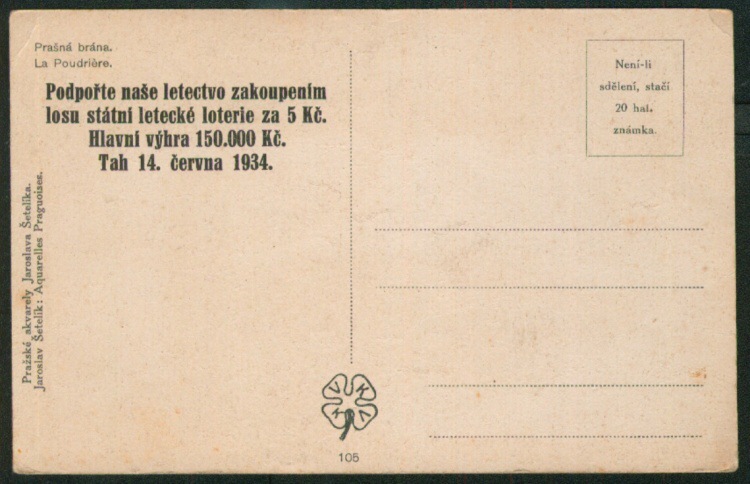 Prašná brána.
La Poudrière.
Podpořte naše letectvo zakoupením
losu státní letecké loterie za 5 Kč.
Hlavní výhra 150.000 Kč.
Tah 14. června 1934.
Není-li
sdělení, stačí
20 hal.
známka.
Pražské akvarely Jaroslava Šetelíka.
Jaroslav Šetelík: Aquarelles Praguoises.
V K
K V
105